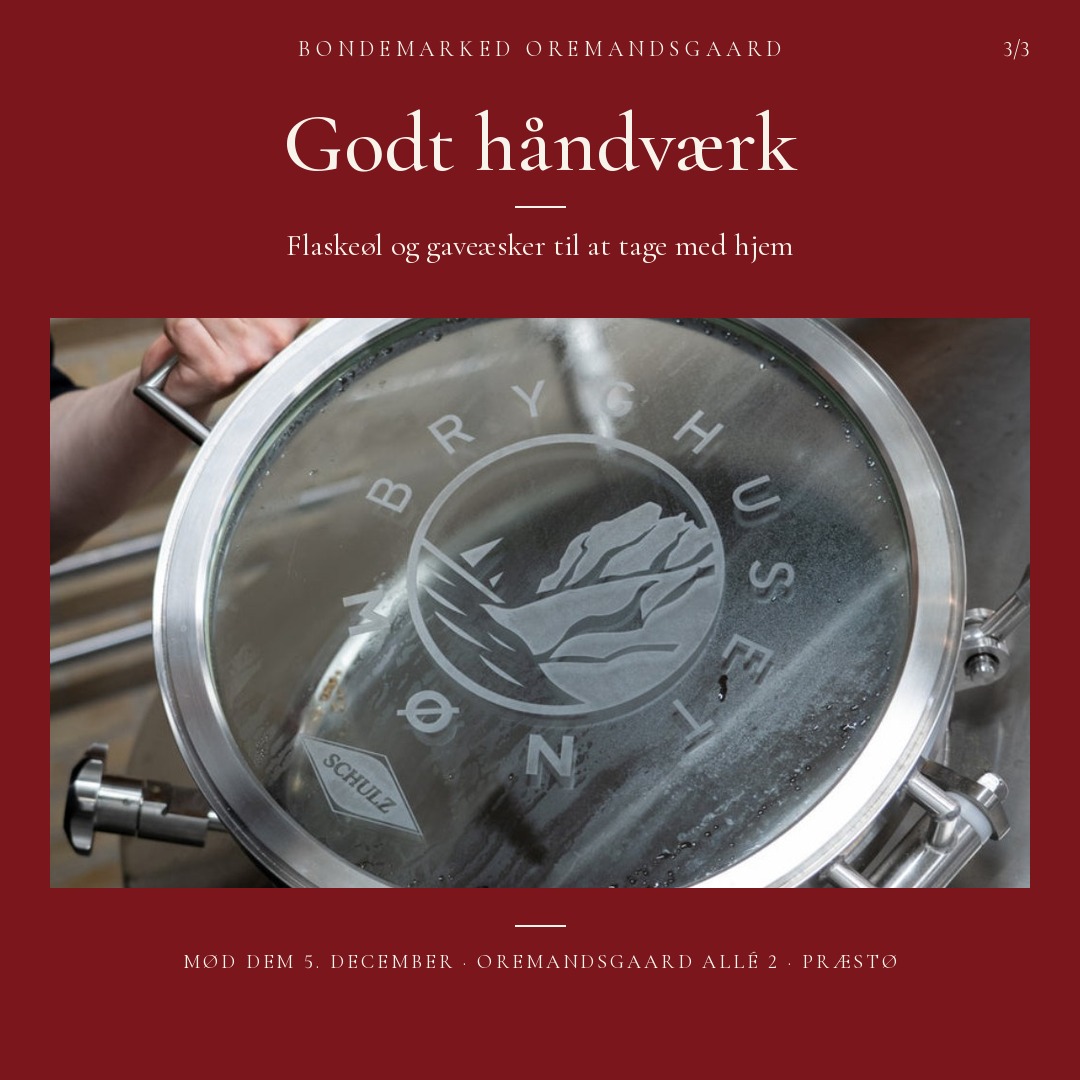 BONDEMARKED OREMANDSGAARD
3/3
Godt håndværk
Flaskeøl og gaveæsker til at tage med hjem
BRYGHUSET
MØN
SCHULZ
MØD DEM 5. DECEMBER · OREMANDSGAARD ALLÉ 2 · PRÆSTØ